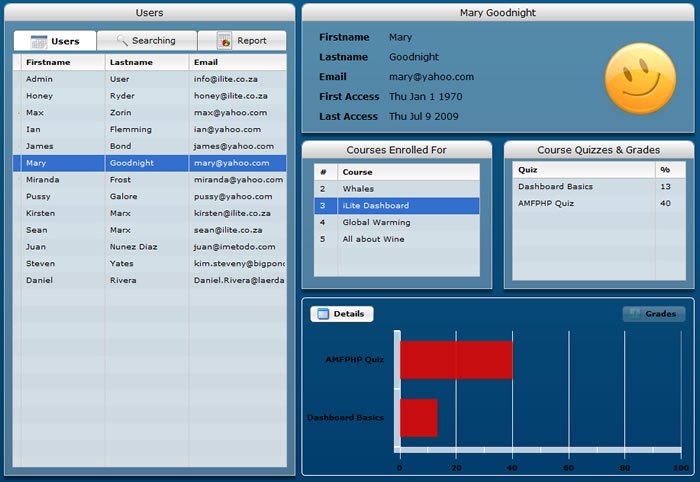 Users
Users Searching Report
Firstname Lastname Email
Admin User info@ilite.co.za
Honey Ryder honey@ilite.co.za
Max Zorin max@yahoo.com
Ian Flemming ian@yahoo.com
James Bond james@yahoo.com
Mary Goodnight mary@yahoo.com
Miranda Frost miranda@yahoo.com
Pussy Galore pussy@yahoo.com
Kirsten Marx kirsten@ilite.co.za
Sean Marx sean@ilite.co.za
Juan Nunez Diaz juan@imetodo.com
Steven Yates kim.steveny@bigpond
Daniel Rivera Daniel.Rivera@laerda
Mary Goodnight
Firstname Mary
Lastname Goodnight
Email mary@yahoo.com
First Access Thu Jan 1 1970
Last Access Thu Jul 9 2009
Courses Enrolled For
# Course
2 Whales
3 iLite Dashboard
4 Global Warming
5 All about Wine
Course Quizzes & Grades
Quiz %
Dashboard Basics 13
AMFPHP Quiz 40
Details Grades
AMFPHP Quiz
Dashboard Basics
0 20 40 60 80 100